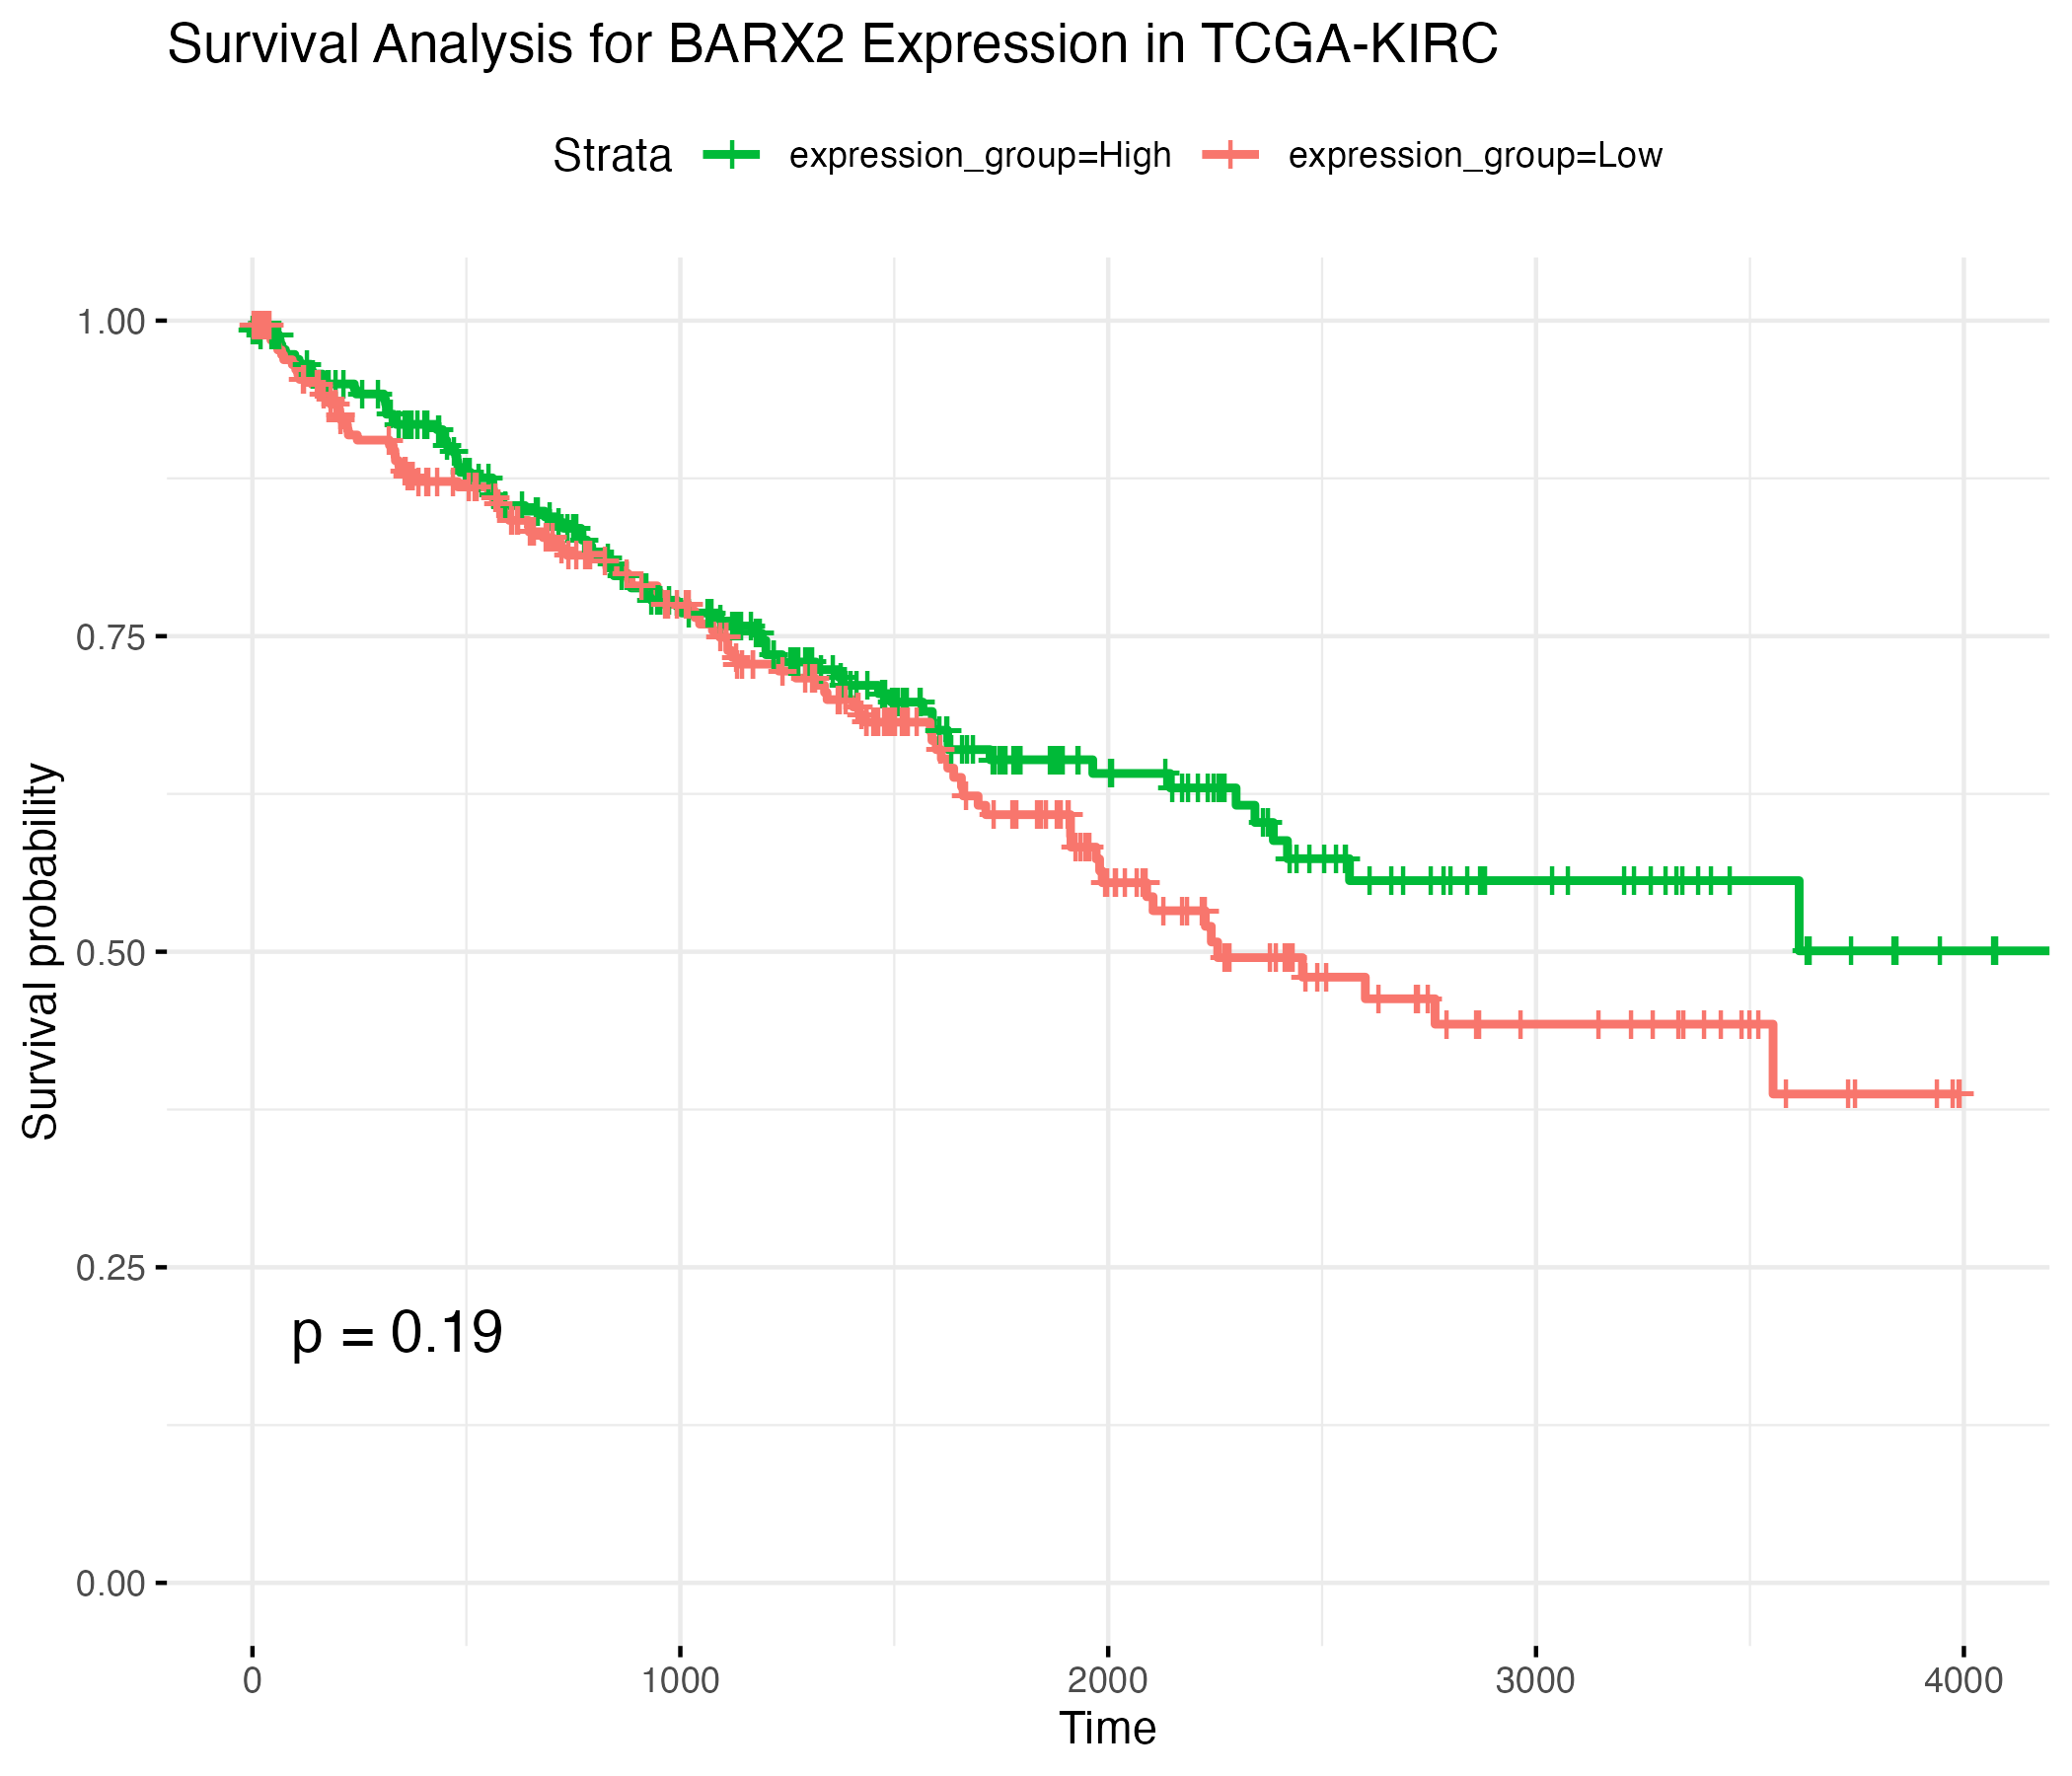 Survival Analysis for BARX2 Expression in TCGA-KIRC
Strata expression_group=High expression_group=Low
Survival probability
1.00
0.75
0.50
0.25
0.00
p = 0.19
0 1000 2000 3000 4000
Time